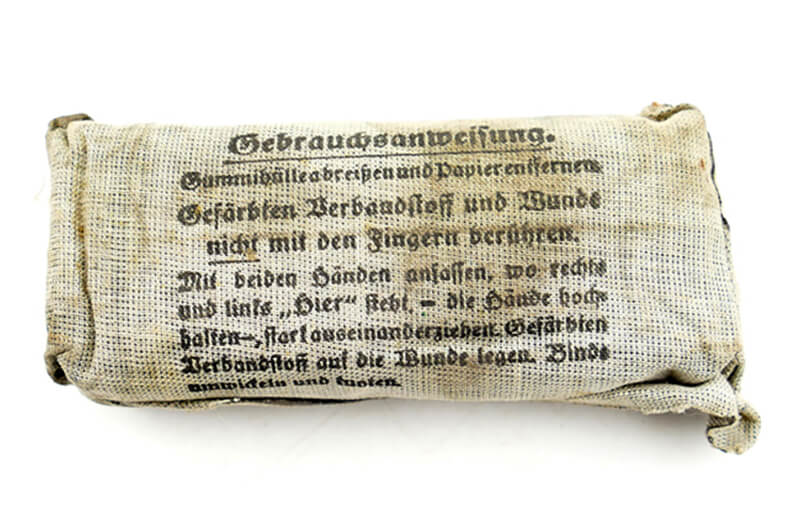 Gebrauchsanweisung.
Gummihülle abreißen und Papier entfernen
Gefärbten Verbandstoff und Wunde
nicht mit den Fingern berühren.
Mit beiden Händen anfassen, wo rechts
und links „Hier“ steht, – die Hände hoch-
halten –, stark auseinanderziehen. Gefärbten
Verbandstoff auf die Wunde legen. Binde
umwickeln und knoten.